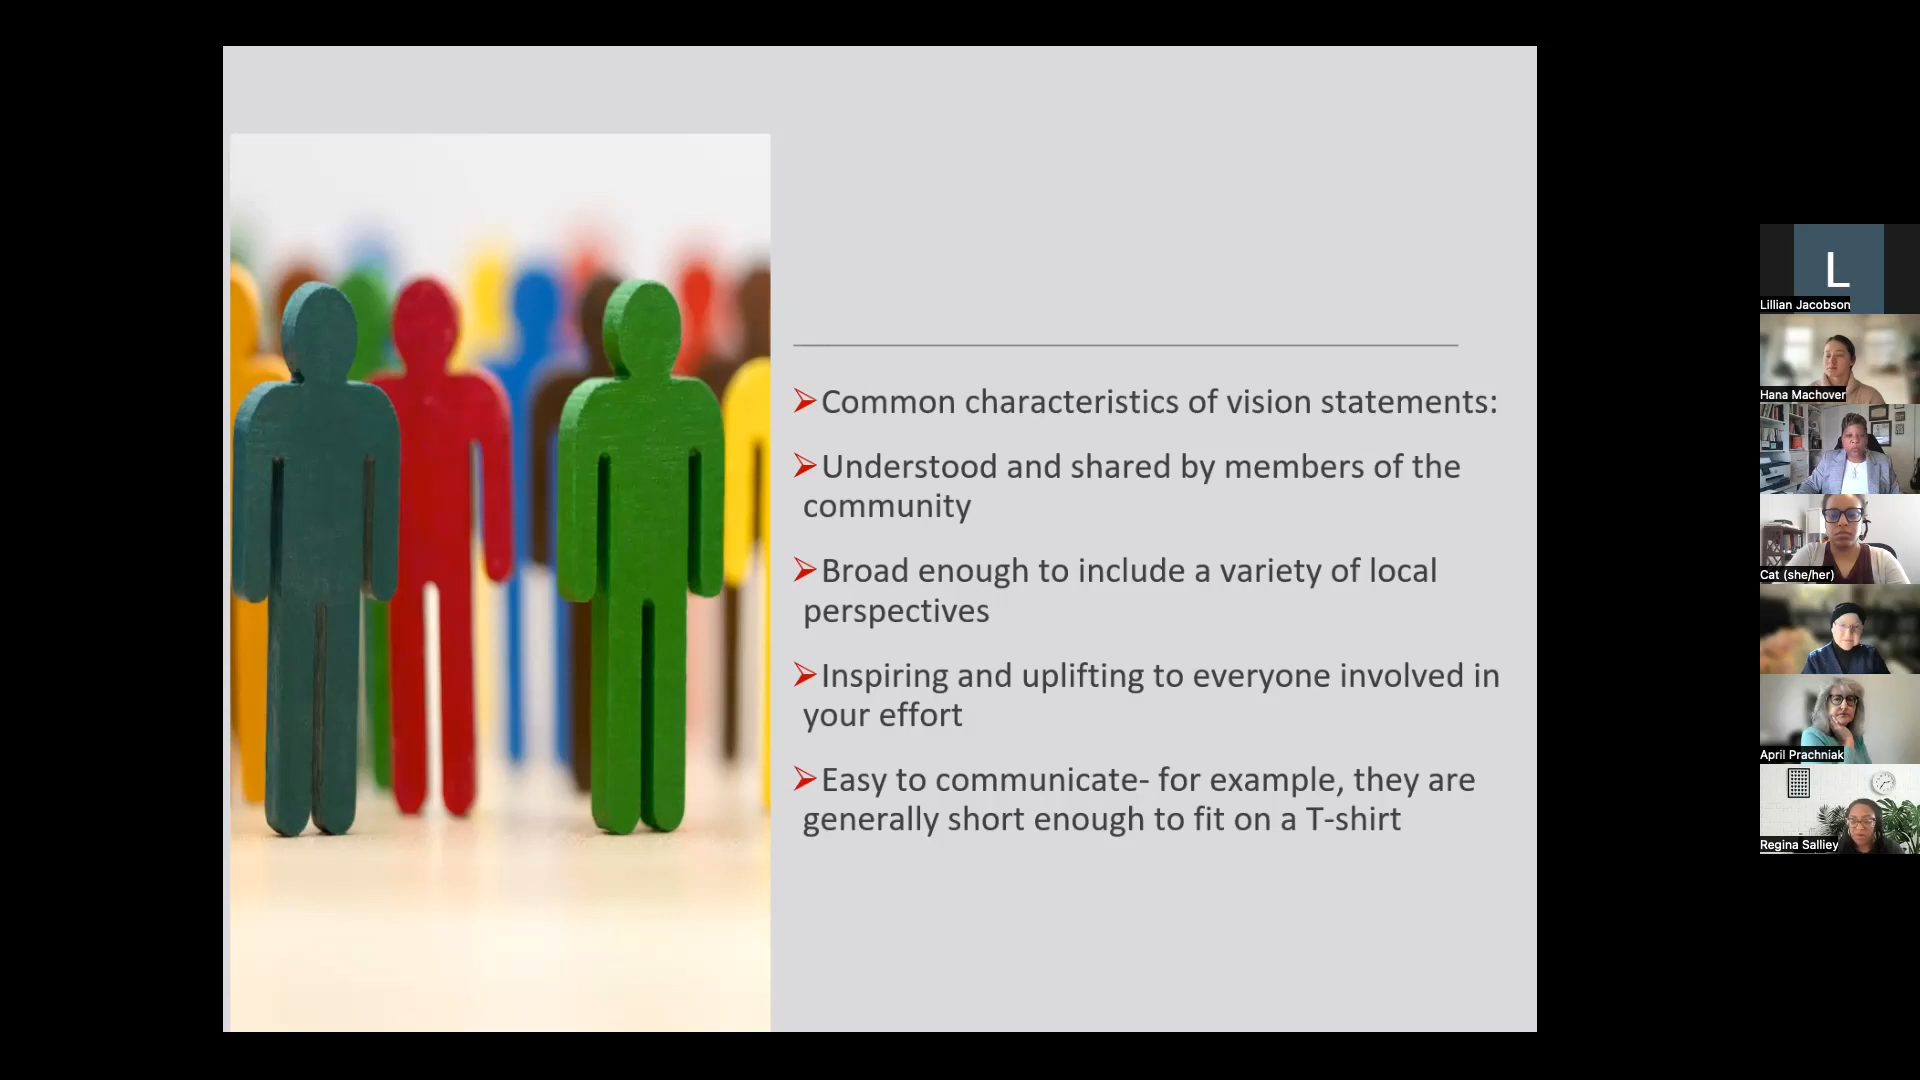 ➢Common characteristics of vision statements:
➢Understood and shared by members of the
community
➢Broad enough to include a variety of local
perspectives
➢Inspiring and uplifting to everyone involved in
your effort
➢Easy to communicate- for example, they are
generally short enough to fit on a T-shirt
L
Lillian Jacobson
Hana Machover
Cat (she/her)
April Prachniak
Regina Salliey